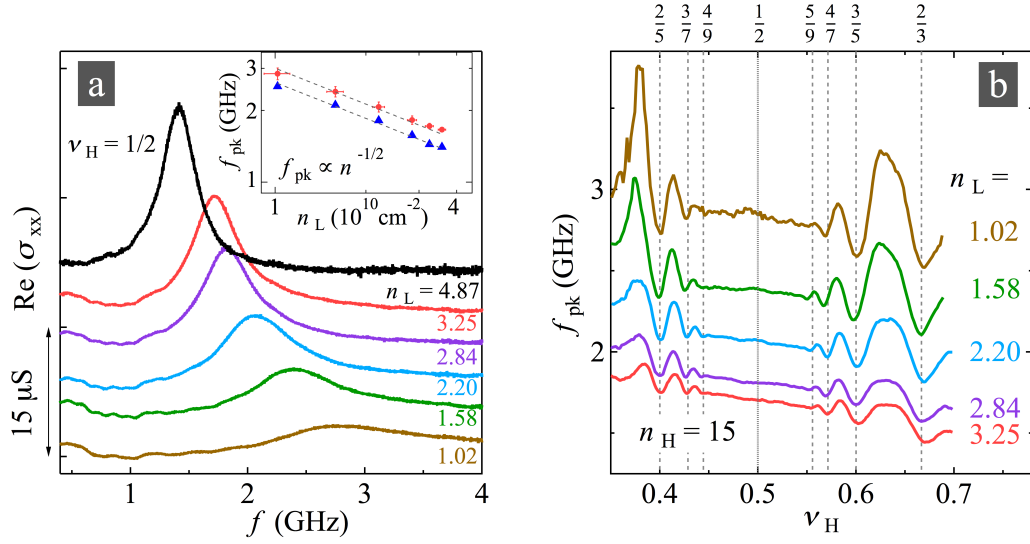 a
ν_H = 1/2
Re (σ_xx)
15 μS
n_L = 4.87
3.25
2.84
2.20
1.58
1.02
1
2
3
4
f (GHz)
f_pk (GHz)
3
2
1
f_pk ∝ n^-1/2
1
4
n_L (10^10 cm^-2)
2/5
3/7
4/9
1/2
5/9
4/7
3/5
2/3
b
f_pk (GHz)
3
2
n_L =
1.02
1.58
2.20
2.84
3.25
n_H = 15
0.4
0.5
0.6
0.7
ν_H